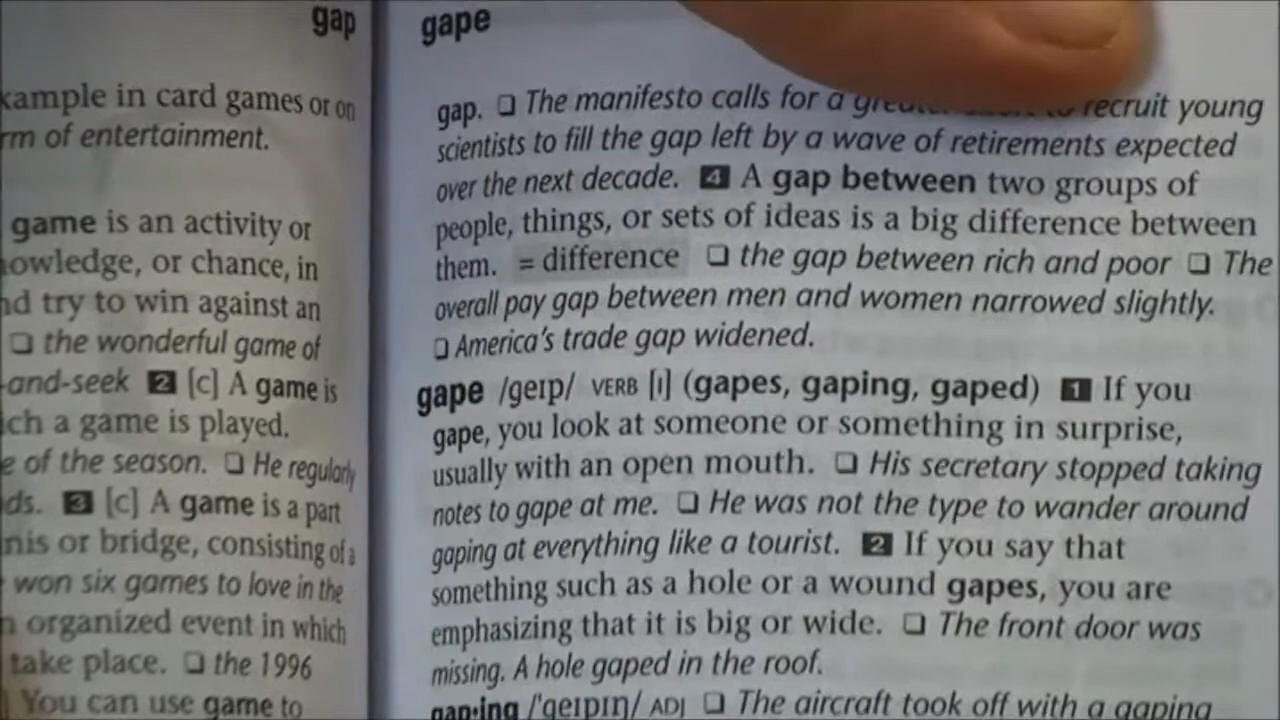 gap
xample in card games or on
rm of entertainment.
game is an activity or
nowledge, or chance, in
nd try to win against an
❑ the wonderful game of
-and-seek 2 [C] A game is
ich a game is played.
e of the season. ❑ He regularly
ds. 3 [C] A game is a part
nis or bridge, consisting of a
won six games to love in the
n organized event in which
take place. ❑ the 1996
You can use game to
gape
gap. ❑ The manifesto calls for a to recruit young
scientists to fill the gap left by a wave of retirements expected
over the next decade. 4 A gap between two groups of
people, things, or sets of ideas is a big difference between
them. = difference ❑ the gap between rich and poor ❑ The
overall pay gap between men and women narrowed slightly.
❑ America's trade gap widened.
gape /geɪp/ VERB [I] (gapes, gaping, gaped) 1 If you
gape, you look at someone or something in surprise,
usually with an open mouth. ❑ His secretary stopped taking
notes to gape at me. ❑ He was not the type to wander around
gaping at everything like a tourist. 2 If you say that
something such as a hole or a wound gapes, you are
emphasizing that it is big or wide. ❑ The front door was
missing. A hole gaped in the roof.
gap•ing /ˈgeɪpɪŋ/ ADJ ❑ The aircraft took off with a gaping